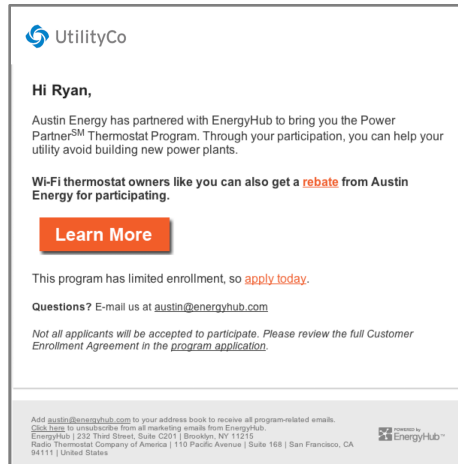 UtilityCo
Hi Ryan,
Austin Energy has partnered with EnergyHub to bring you the Power
Partner℠ Thermostat Program. Through your participation, you can help your
utility avoid building new power plants.
Wi-Fi thermostat owners like you can also get a rebate from Austin
Energy for participating.
Learn More
This program has limited enrollment, so apply today.
Questions? E-mail us at austin@energyhub.com
Not all applicants will be accepted to participate. Please review the full Customer
Enrollment Agreement in the program application.
Add austin@energyhub.com to your address book to receive all program-related emails.
Click here to unsubscribe from all marketing emails from EnergyHub.
EnergyHub | 232 Third Street, Suite C201 | Brooklyn, NY 11215
Radio Thermostat Company of America | 110 Pacific Avenue | Suite 168 | San Francisco, CA
94111 | United States
POWERED by
EnergyHub™